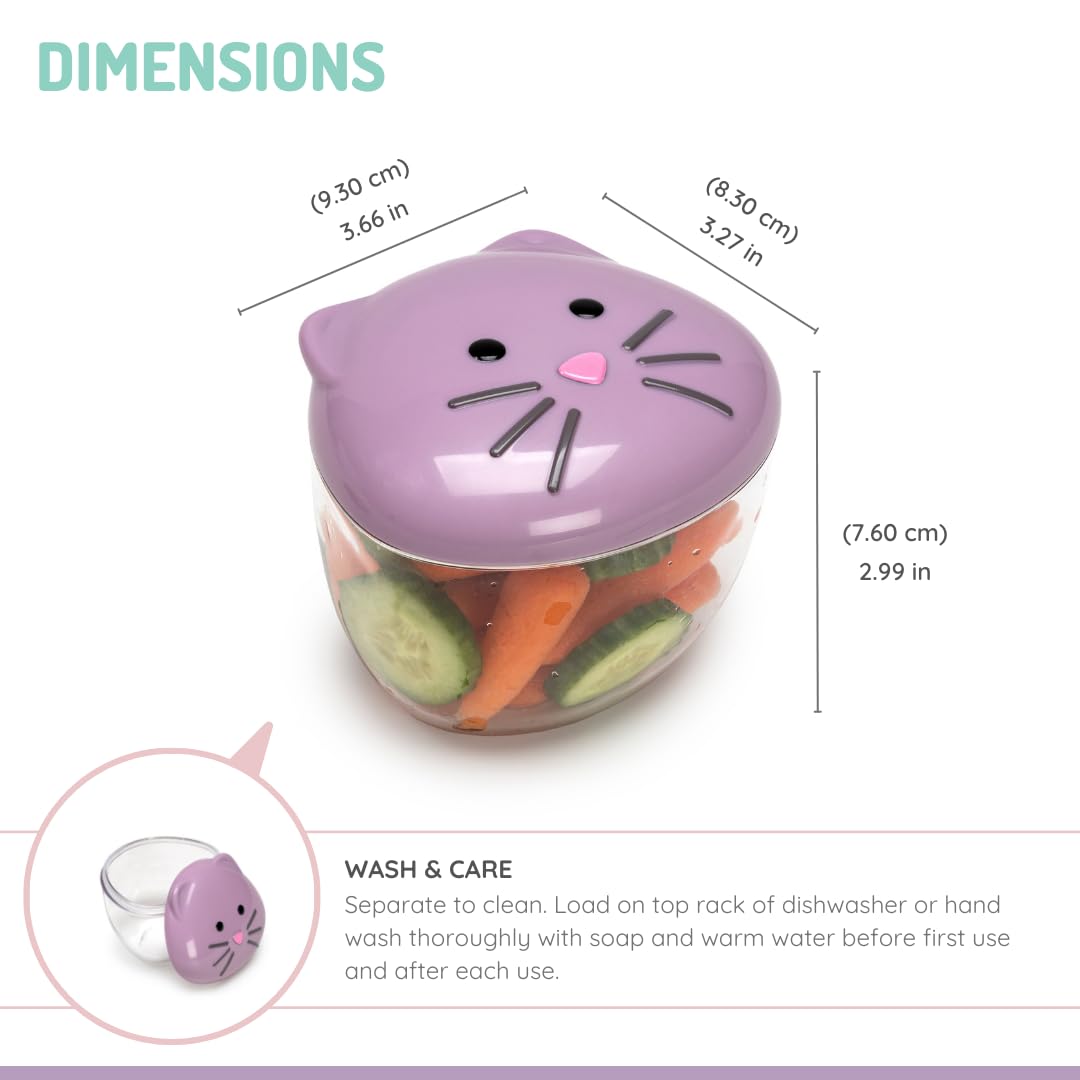 DIMENSIONS
(9.30 cm)
3.66 in
(8.30 cm)
3.27 in
(7.60 cm)
2.99 in
WASH & CARE
Separate to clean. Load on top rack of dishwasher or hand
wash thoroughly with soap and warm water before first use
and after each use.